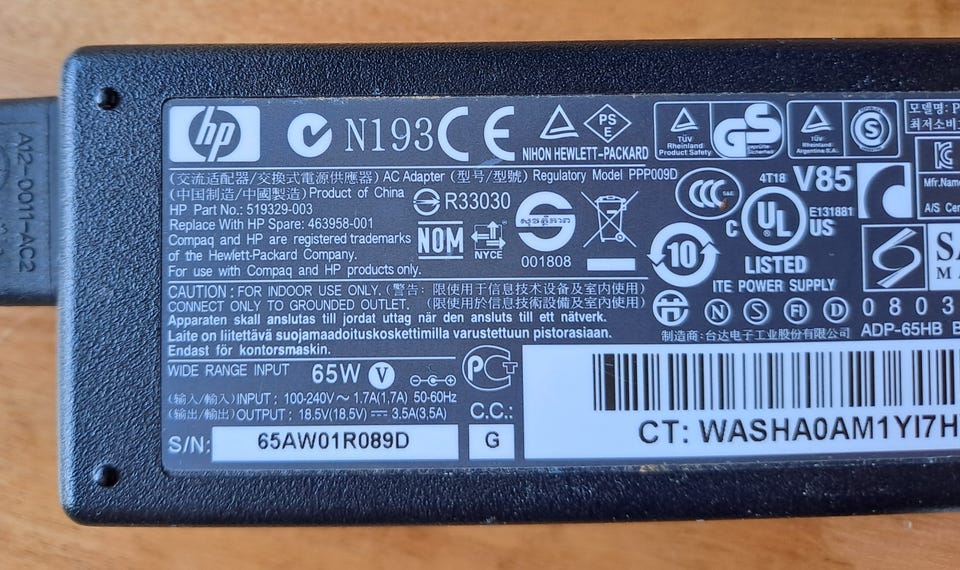 A12-0011-AC2
hp N193 CE
PS E
NIHON HEWLETT-PACKARD
TÜV Rheinland Product Safety
GS
geprüfte Sicherheit
TÜV Rheinland Argentina S.A.
S
모델명: P
최저소비
(交流适配器/交換式電源供應器) AC Adapter (型号/型號) Regulatory Model PPP009D
(中国制造/中國製造) Product of China
HP Part No.: 519329-003
Replace With HP Spare: 463958-001
Compaq and HP are registered trademarks
of the Hewlett-Packard Company.
For use with Compaq and HP products only.
R33030
NOM
NYCE
001808
CCC S&E
4T18 V85
C UL US
E131881
LISTED
ITE POWER SUPPLY
KC
Mfr.Name
A/S Cente
10
SA
MA
CAUTION: FOR INDOOR USE ONLY. (警告: 限使用于信息技术设备及室内使用)
CONNECT ONLY TO GROUNDED OUTLET. (限使用於信息技術設備及室內使用)
Apparaten skall anslutas till jordat uttag när den ansluts till ett nätverk.
Laite on liitettävä suojamaadoituskoskettimilla varustettuun pistorasiaan.
Endast för kontorsmaskin.
N S FI D
0803
制造商: 台达电子工业股份有限公司 ADP-65HB B
WIDE RANGE INPUT 65W V
(输入/輸入) INPUT: 100-240V~ 1.7A(1,7A) 50-60Hz
(输出/輸出) OUTPUT: 18.5V(18,5V) ⎓ 3.5A(3,5A)
C.C.:
S/N: 65AW01R089D G
CT: WASHA0AM1YI7H